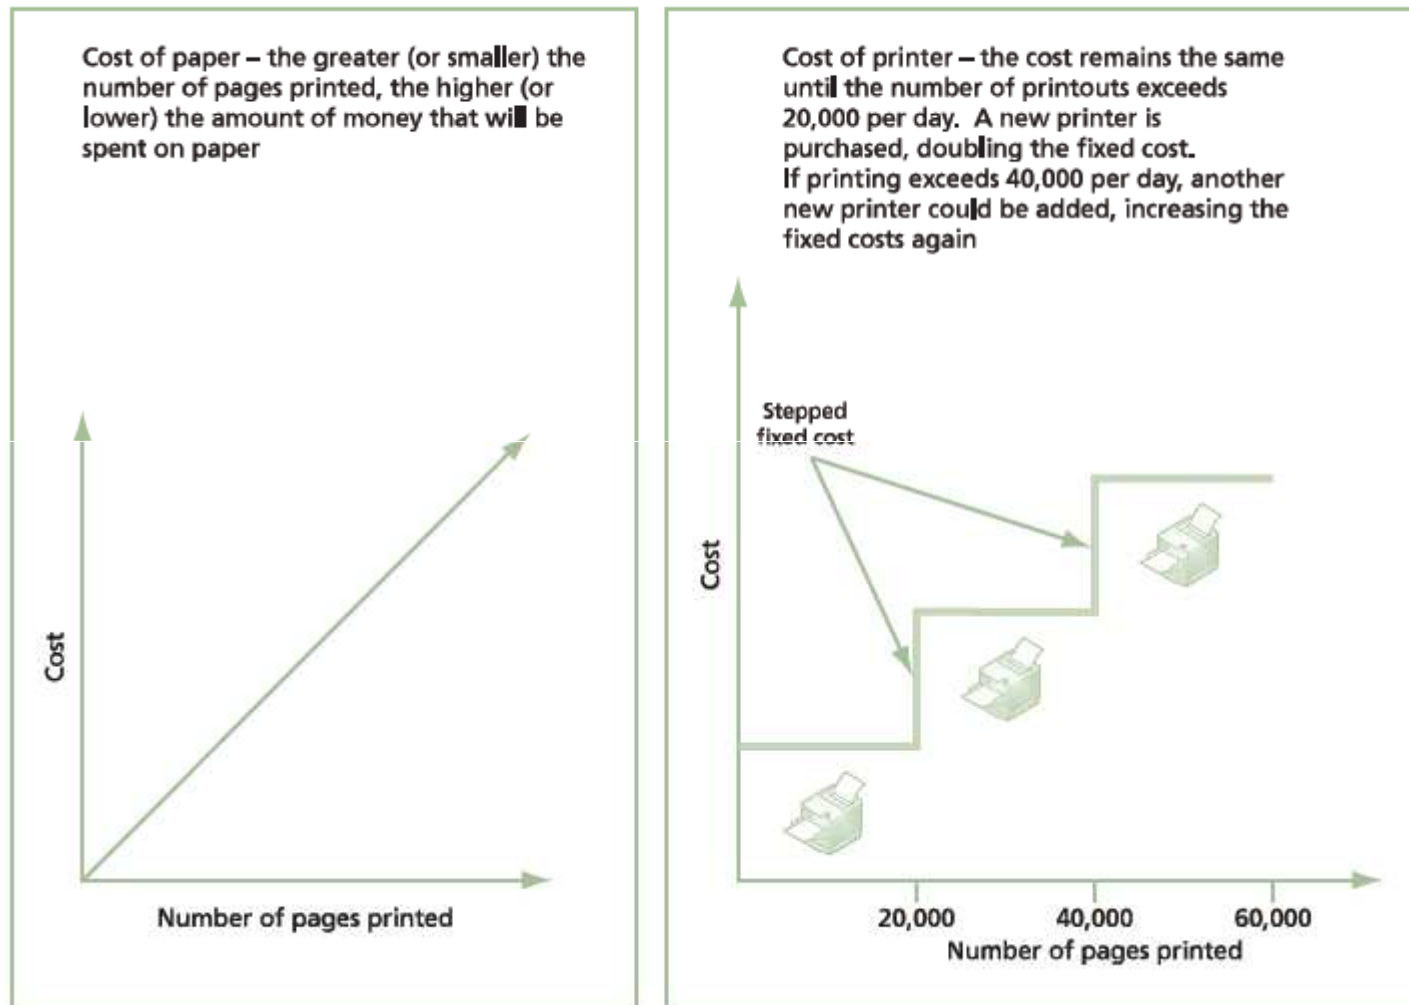 Cost of paper – the greater (or smaller) the
number of pages printed, the higher (or
lower) the amount of money that will be
spent on paper
Cost
Number of pages printed
Cost of printer – the cost remains the same
until the number of printouts exceeds
20,000 per day. A new printer is
purchased, doubling the fixed cost.
If printing exceeds 40,000 per day, another
new printer could be added, increasing the
fixed costs again
Stepped
fixed cost
Cost
20,000 40,000 60,000
Number of pages printed